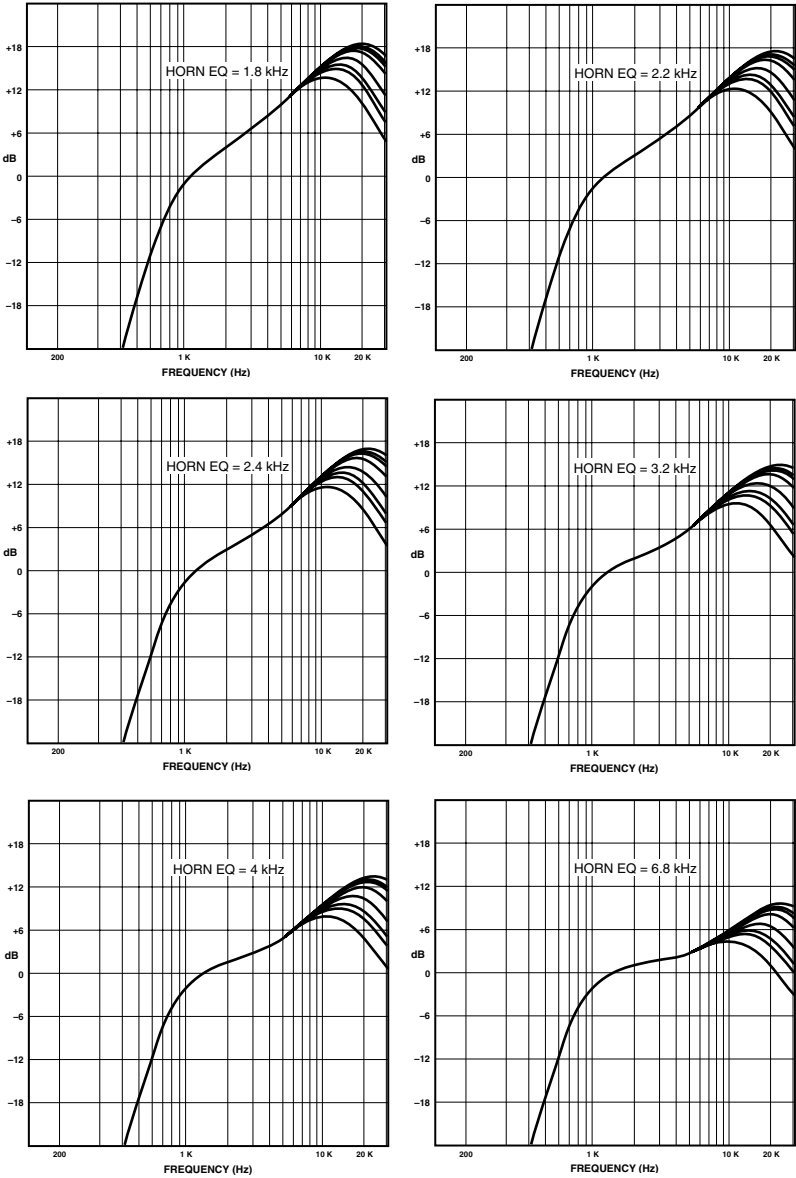 +18
HORN EQ = 1.8 kHz
+12
+6
dB
0
−6
−12
−18
200
1 K
10 K
20 K
FREQUENCY (Hz)
+18
HORN EQ = 2.2 kHz
+12
+6
dB
0
−6
−12
−18
200
1 K
10 K
20 K
FREQUENCY (Hz)
+18
HORN EQ = 2.4 kHz
+12
+6
dB
0
−6
−12
−18
200
1 K
10 K
20 K
FREQUENCY (Hz)
+18
HORN EQ = 3.2 kHz
+12
+6
dB
0
−6
−12
−18
200
1 K
10 K
20 K
FREQUENCY (Hz)
+18
HORN EQ = 4 kHz
+12
+6
dB
0
−6
−12
−18
200
1 K
10 K
20 K
FREQUENCY (Hz)
+18
HORN EQ = 6.8 kHz
+12
+6
dB
0
−6
−12
−18
200
1 K
10 K
20 K
FREQUENCY (Hz)